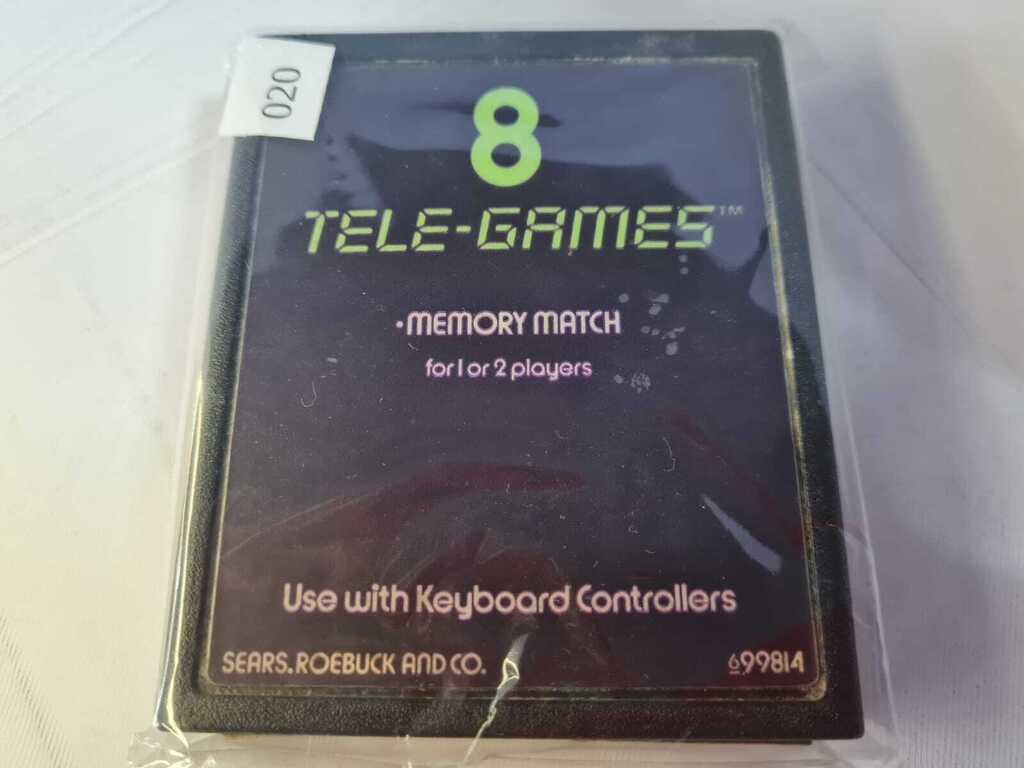 020
8
TELE-GAMES™
•MEMORY MATCH
for 1 or 2 players
Use with Keyboard Controllers
SEARS, ROEBUCK AND CO.
699814